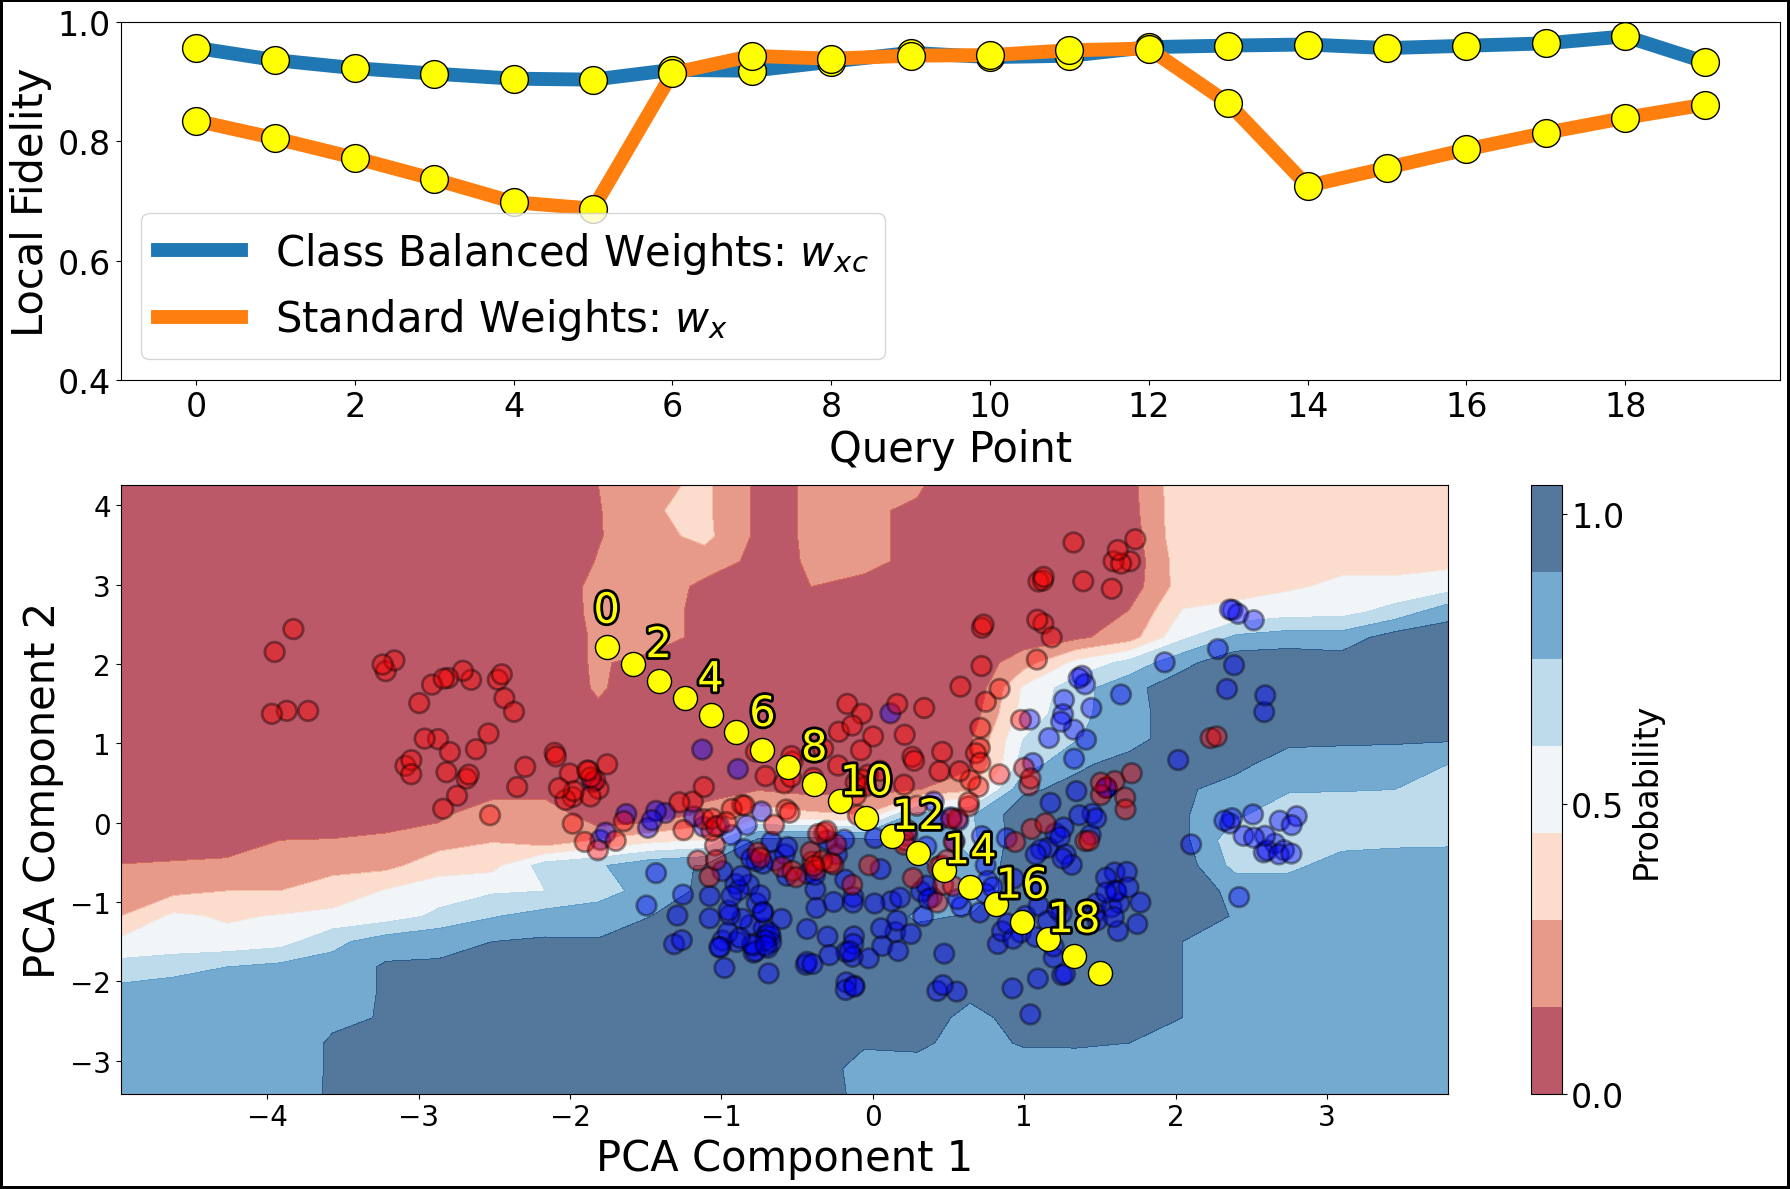 1.0
0.8
0.6
0.4
Local Fidelity
Class Balanced Weights: w_xc
Standard Weights: w_x
0 2 4 6 8 10 12 14 16 18
Query Point
4
3
2
1
0
−1
−2
−3
PCA Component 2
0
2
4
6
8
10
12
14
16
18
−4 −3 −2 −1 0 1 2 3
PCA Component 1
1.0
0.5
0.0
Probability